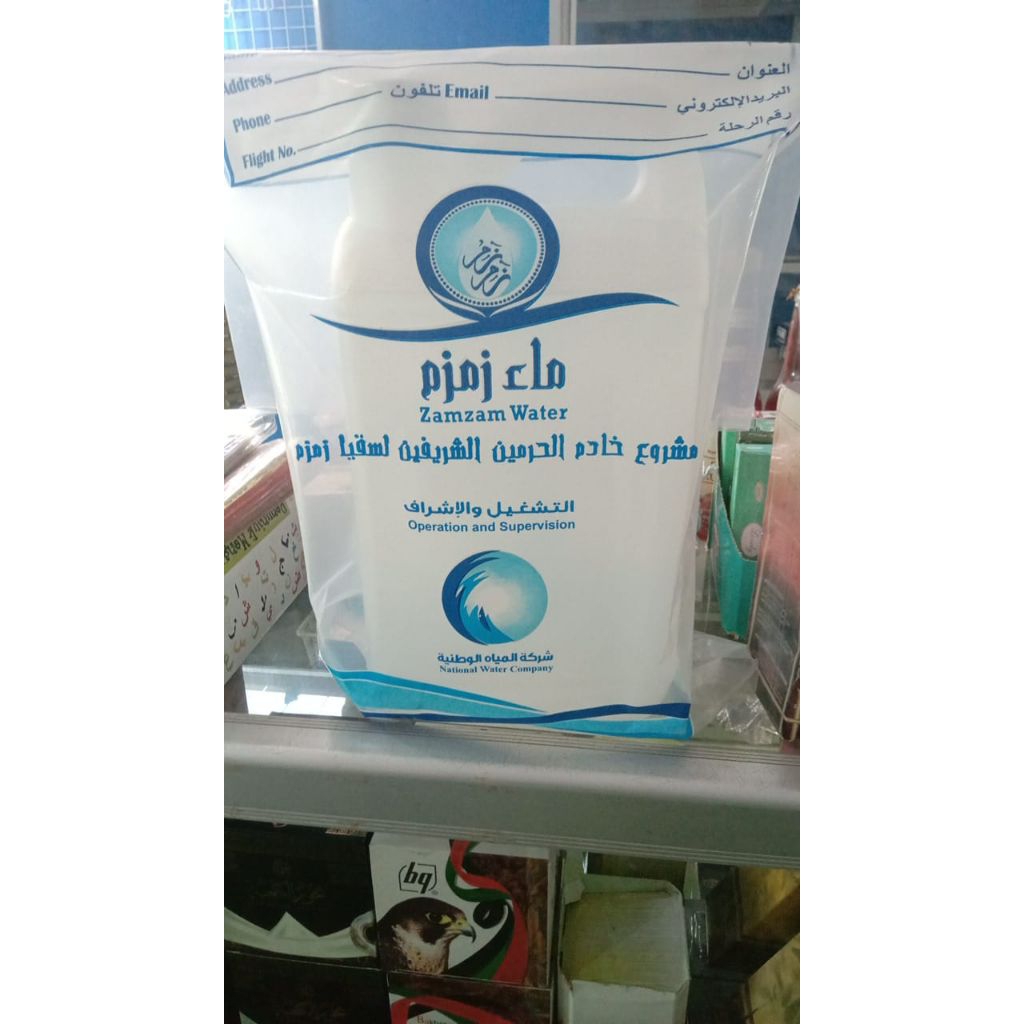 Address العنوان
Phone تلفون Email البريد الإلكتروني
Flight No. رقم الرحلة
زمزم
ماء زمزم
Zamzam Water
مشروع خادم الحرمين الشريفين لسقيا زمزم
التشغيل والإشراف
Operation and Supervision
شركة المياه الوطنية
National Water Company
bq